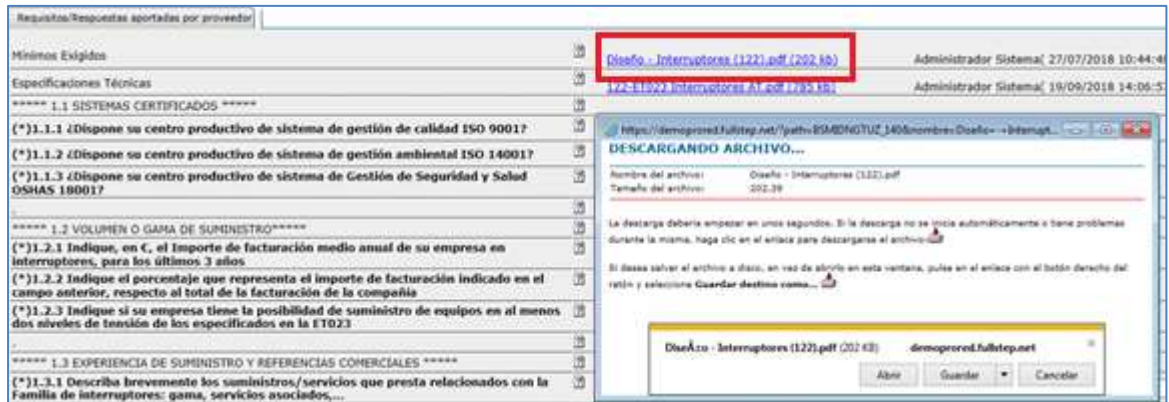 Requisitos/Respuestas aportadas por proveedor
Mínimos Exigidos
Diseño - Interruptores (122).pdf (202 kb)
Administrador Sistema( 27/07/2018 10:44:4
Especificaciones Técnicas
122-ET023 Interruptores AT.pdf (785 kb)
Administrador Sistema( 19/09/2018 14:06:5
***** 1.1 SISTEMAS CERTIFICADOS *****
(*)1.1.1 ¿Dispone su centro productivo de sistema de gestión de calidad ISO 9001?
(*)1.1.2 ¿Dispone su centro productivo de sistema de gestión ambiental ISO 14001?
(*)1.1.3 ¿Dispone su centro productivo de sistema de Gestión de Seguridad y Salud
OSHAS 18001?
.
***** 1.2 VOLUMEN O GAMA DE SUMINISTRO*****
(*)1.2.1 Indique, en €, el Importe de facturación medio anual de su empresa en
interruptores, para los últimos 3 años
(*)1.2.2 Indique el porcentaje que representa el importe de facturación indicado en el
campo anterior, respecto al total de la facturación de la compañía
(*)1.2.3 Indique si su empresa tiene la posibilidad de suministro de equipos en al menos
dos niveles de tensión de los especificados en la ET023
.
***** 1.3 EXPERIENCIA DE SUMINISTRO Y REFERENCIAS COMERCIALES *****
(*)1.3.1 Describa brevemente los suministros/servicios que presta relacionados con la
Familia de interruptores: gama, servicios asociados,...
DESCARGANDO ARCHIVO...
Nombre del archivo: Diseño - Interruptores (122).pdf
Tamaño del archivo: 202.39
La descarga debería empezar en unos segundos. Si la descarga no se inicia automáticamente o tiene problemas
durante la misma, haga clic en el enlace para descargarse el archivo
Si desea salvar el archivo a disco, en vez de abrirlo en esta ventana, pulse en el enlace con el botón derecho del
ratón y seleccione Guardar destino como...
DiseÃ±o - Interruptores (122).pdf (202 KB) demoprored.fullstep.net
Abrir Guardar Cancelar